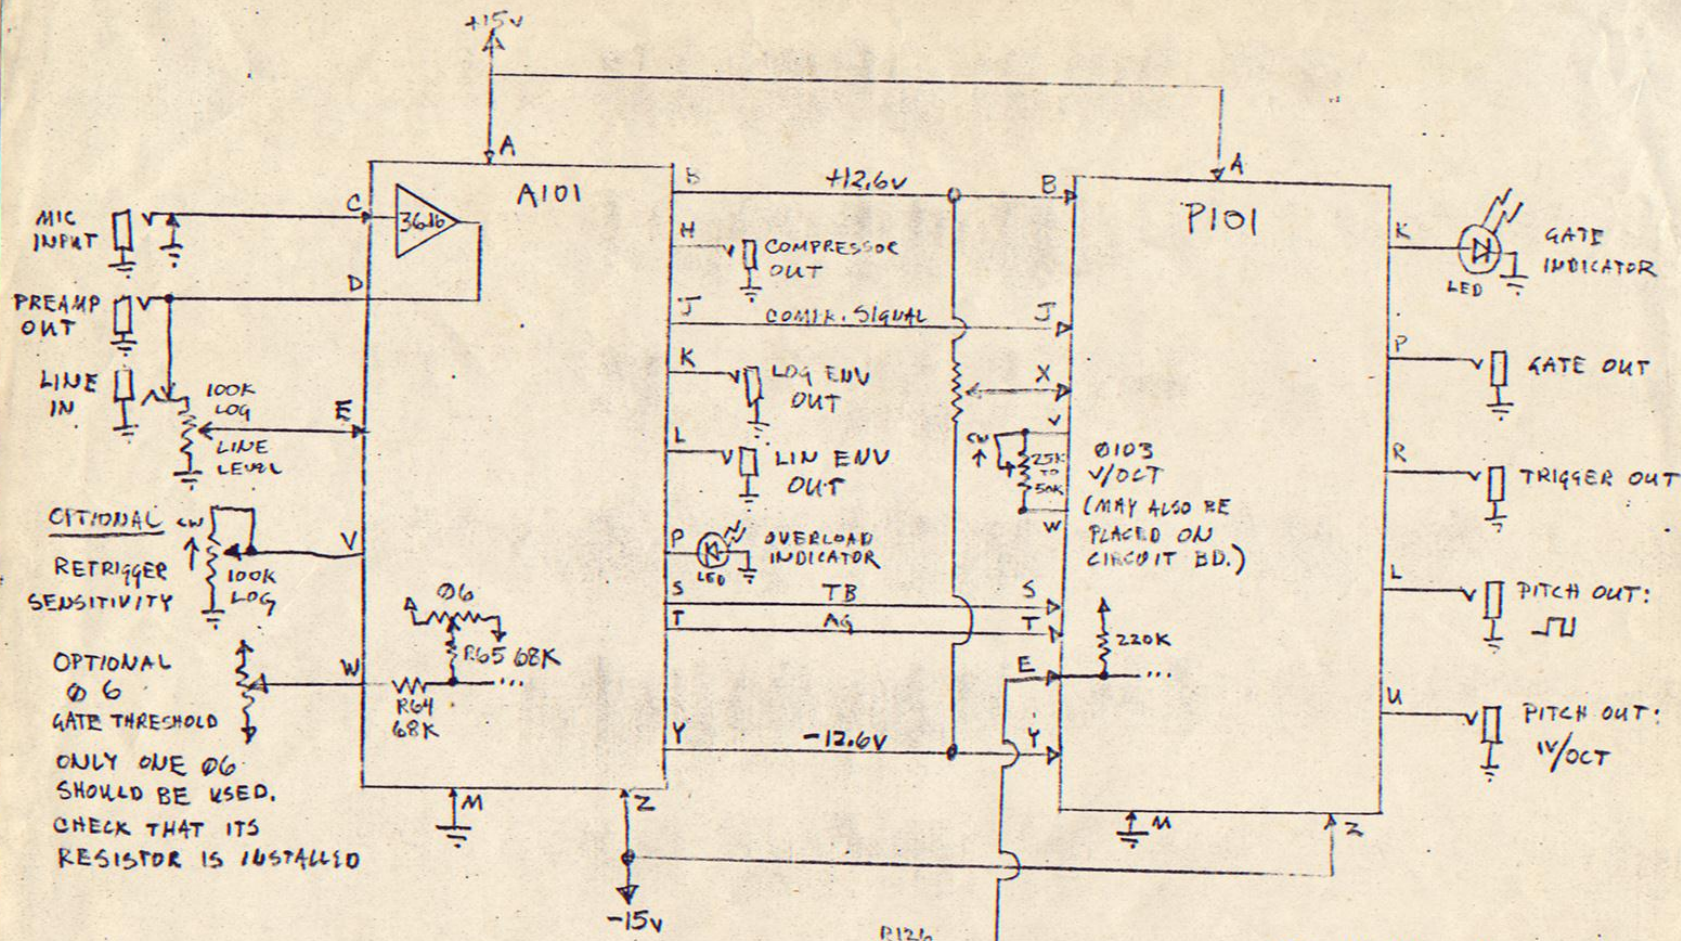 +15V
A
A
A101
P101
C
36db
MIC
INPUT
D
PREAMP
OUT
LINE
IN
100K
LOG
E
LINE
LEVEL
OPTIONAL
CW
V
RETRIGGER
SENSITIVITY
100K
LOG
OPTIONAL
Ø6
GATE THRESHOLD
W
ONLY ONE Ø6
SHOULD BE USED.
CHECK THAT ITS
RESISTOR IS INSTALLED
Ø6
R65 68K
...
R64
68K
M
Z
-15V
B
+12.6V
B
H
COMPRESSOR
OUT
J
COMPR. SIGNAL
J
K
LOG ENV
OUT
X
L
LIN ENV
OUT
V
CW
25K
TO
50K
W
Ø103
V/OCT
(MAY ALSO BE
PLACED ON
CIRCUIT BD.)
P
OVERLOAD
INDICATOR
LED
S
TB
S
T
AG
T
E
220K
...
Y
-12.6V
Y
M
Z
R126
K
GATE
INDICATOR
LED
P
GATE OUT
R
TRIGGER OUT
L
PITCH OUT:
U
PITCH OUT:
1V/OCT